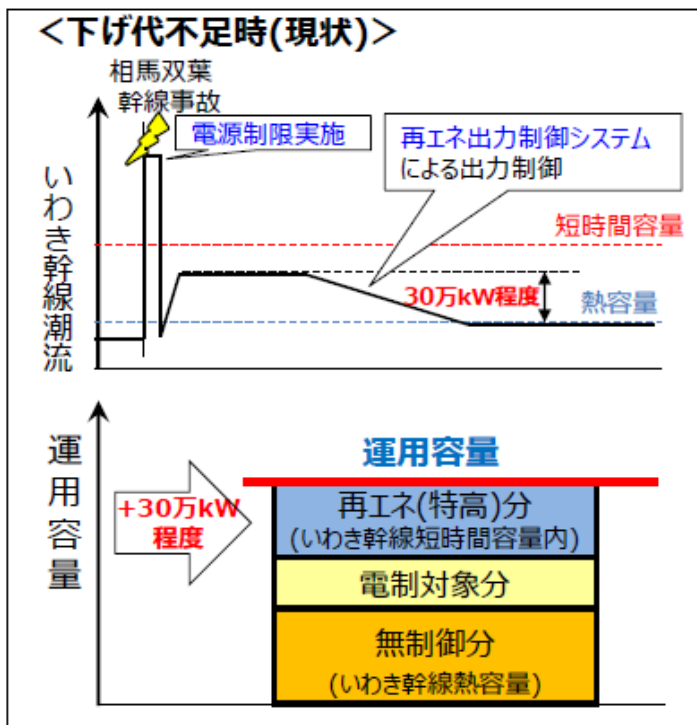 ＜下げ代不足時(現状)＞
相馬双葉
幹線事故
電源制限実施
再エネ出力制御システム
による出力制御
いわき幹線潮流
短時間容量
30万kW程度
熱容量
運用容量
運用容量
+30万kW
程度
再エネ(特高)分
(いわき幹線短時間容量内)
電制対象分
無制御分
(いわき幹線熱容量)